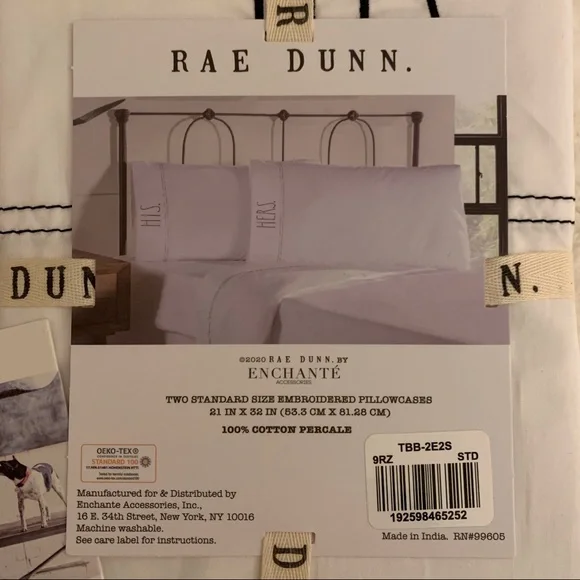 R
RAE DUNN.
HIS.
HERS.
DUN
N.
©2020 RAE DUNN. BY
ENCHANTÉ
ACCESSORIES
TWO STANDARD SIZE EMBROIDERED PILLOWCASES
21 IN X 32 IN (53.3 CM X 81.28 CM)
100% COTTON PERCALE
OEKO-TEX®
STANDARD 100
Manufactured for & Distributed by
Enchante Accessories, Inc.,
16 E. 34th Street, New York, NY 10016
Machine washable.
See care label for instructions.
TBB-2E2S
9RZ STD
192598465252
Made in India. RN#99605
D